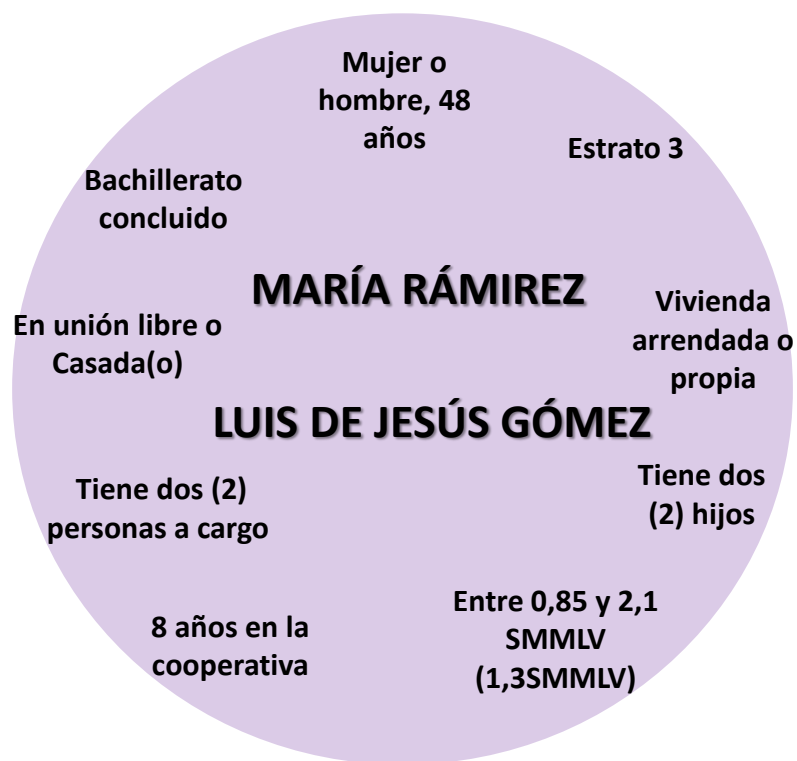 Mujer o
hombre, 48
años
Estrato 3
Bachillerato
concluido
MARÍA RÁMIREZ
En unión libre o
Casada(o)
Vivienda
arrendada o
propia
LUIS DE JESÚS GÓMEZ
Tiene dos (2)
personas a cargo
Tiene dos
(2) hijos
8 años en la
cooperativa
Entre 0,85 y 2,1
SMMLV
(1,3SMMLV)